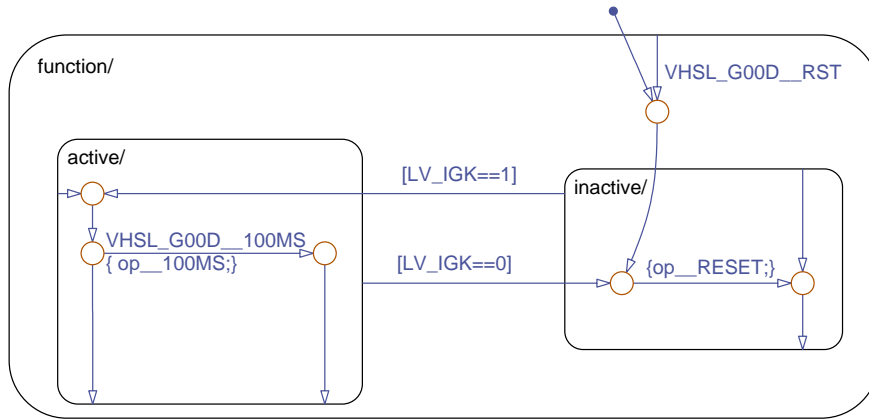 function/
VHSL_G00D__RST
active/
[LV_IGK==1]
inactive/
VHSL_G00D__100MS
{ op__100MS;}
[LV_IGK==0]
{op__RESET;}